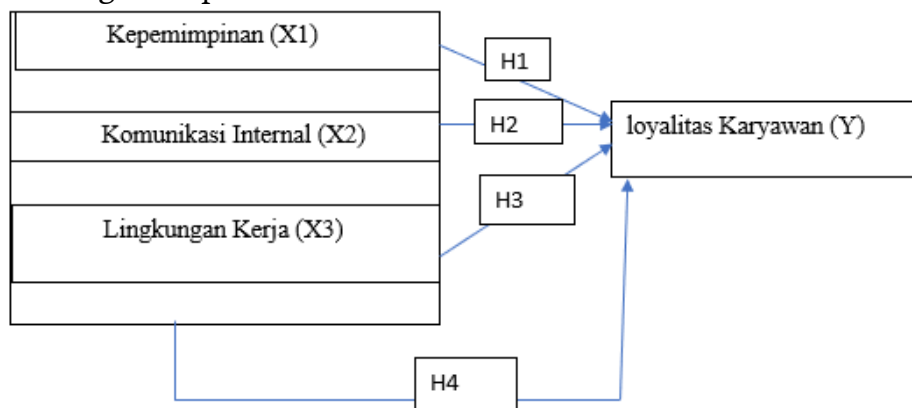 Kepemimpinan (X1)
H1
Komunikasi Internal (X2)
H2
loyalitas Karyawan (Y)
H3
Lingkungan Kerja (X3)
H4